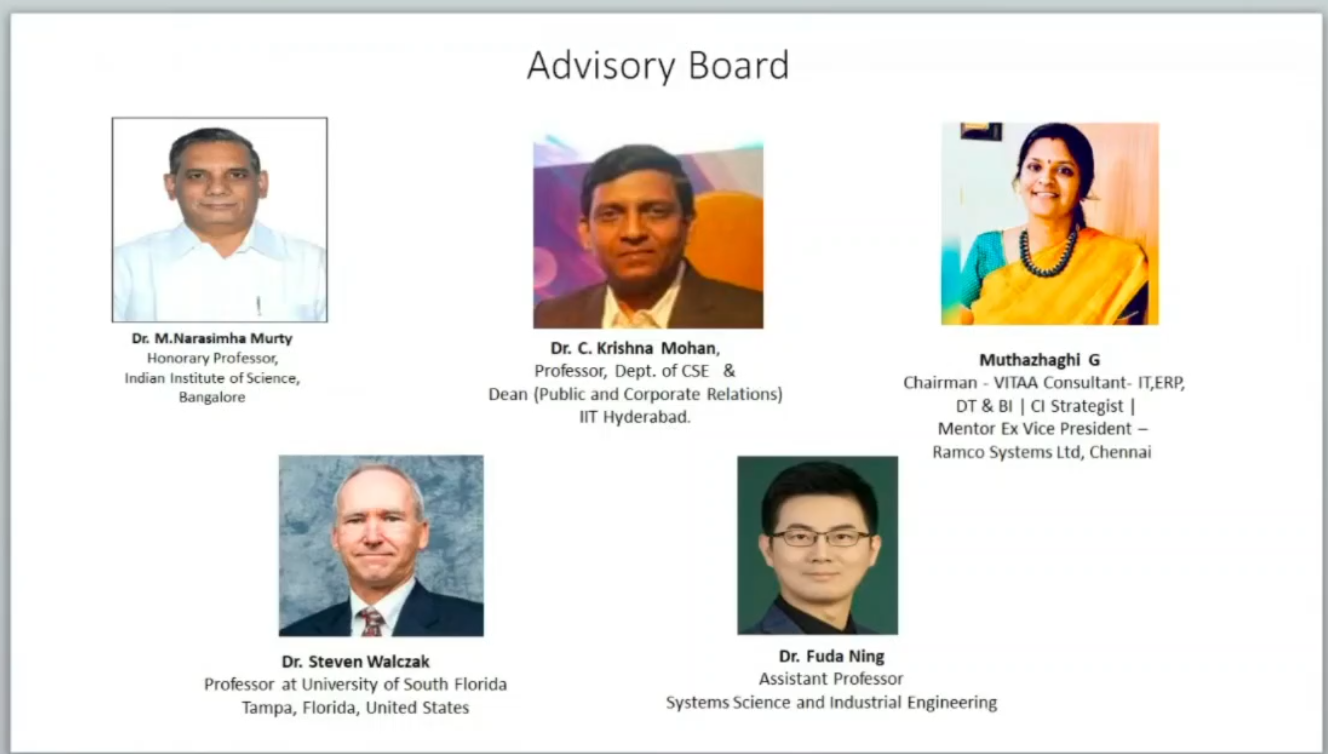 Advisory Board
Dr. M.Narasimha Murty
Honorary Professor,
Indian Institute of Science,
Bangalore
Dr. C. Krishna Mohan,
Professor, Dept. of CSE &
Dean (Public and Corporate Relations)
IIT Hyderabad.
Muthazhaghi G
Chairman - VITAA Consultant- IT,ERP,
DT & BI | CI Strategist |
Mentor Ex Vice President –
Ramco Systems Ltd, Chennai
Dr. Steven Walczak
Professor at University of South Florida
Tampa, Florida, United States
Dr. Fuda Ning
Assistant Professor
Systems Science and Industrial Engineering